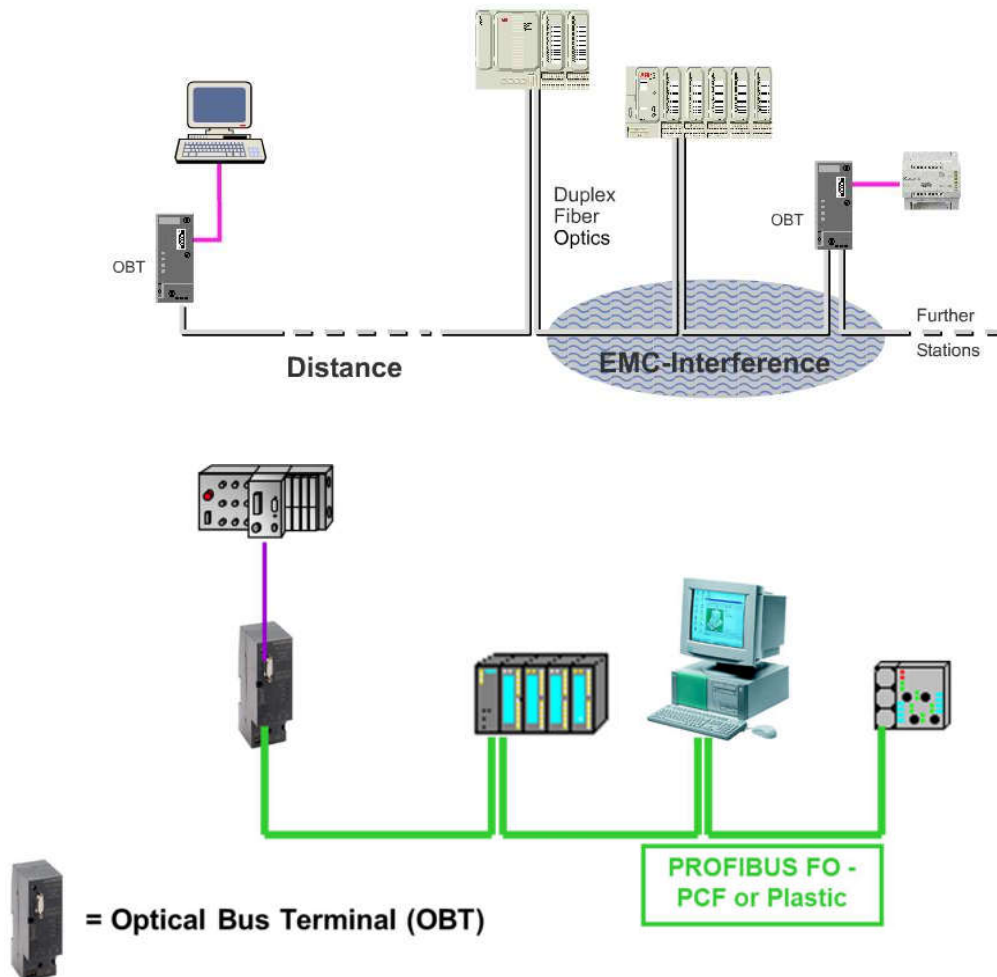 Duplex
Fiber
Optics
OBT
OBT
Further
Stations
Distance
EMC-Interference
PROFIBUS FO -
PCF or Plastic
= Optical Bus Terminal (OBT)